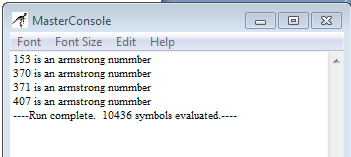 MasterConsole
Font Font Size Edit Help
153 is an armstrong nummber
370 is an armstrong nummber
371 is an armstrong nummber
407 is an armstrong nummber
----Run complete.  10436 symbols evaluated.----